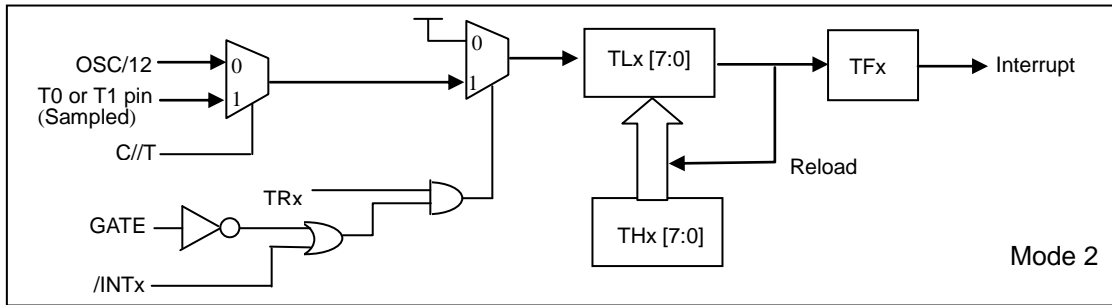 OSC/12
T0 or T1 pin
(Sampled)
C//T
0
1
0
1
TLx [7:0]
TFx
Interrupt
Reload
TRx
GATE
/INTx
THx [7:0]
Mode 2